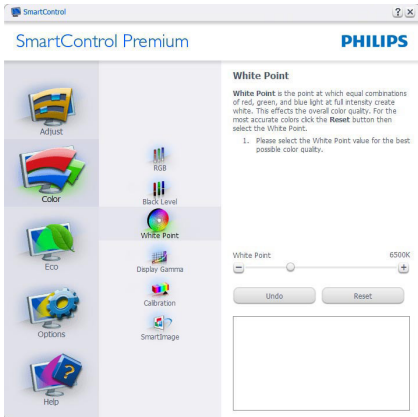 SmartControl
SmartControl Premium
PHILIPS
Adjust
Color
Eco
Options
Help
RGB
Black Level
White Point
Display Gamma
Calibration
SmartImage
White Point
White Point is the point at which equal combinations
of red, green, and blue light at full intensity create
white. This effects the overall color quality. For the
most accurate colors click the Reset button then
select the White Point.
1. Please select the White Point value for the best
possible color quality.
White Point 6500K
Undo Reset